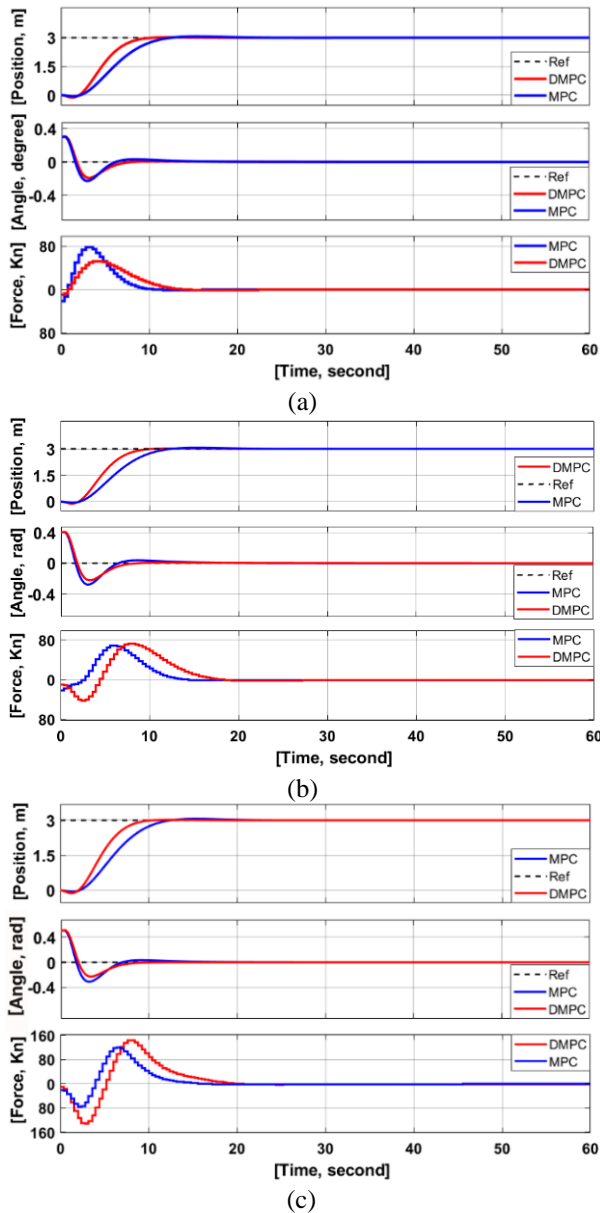 [Position, m]
3
1.5
0
Ref
DMPC
MPC
[Angle, degree]
0.4
0
-0.4
Ref
DMPC
MPC
[Force, Kn]
80
0
80
MPC
DMPC
0 10 20 30 40 50 60
[Time, second]
(a)
[Position, m]
3
1.5
0
DMPC
Ref
MPC
[Angle, rad]
0.4
0
-0.4
Ref
MPC
DMPC
[Force, Kn]
80
0
80
MPC
DMPC
0 10 20 30 40 50 60
[Time, second]
(b)
[Position, m]
3
1.5
0
MPC
Ref
DMPC
[Angle, rad]
0.4
0
-0.4
Ref
MPC
DMPC
[Force, Kn]
160
80
0
80
160
DMPC
MPC
0 10 20 30 40 50 60
[Time, second]
(c)